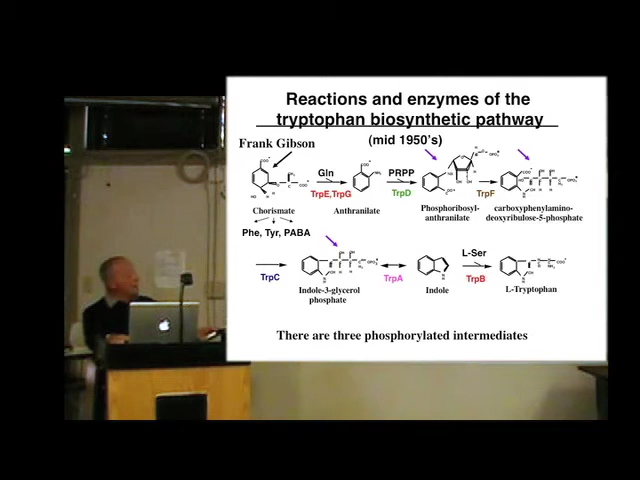 Reactions and enzymes of the
tryptophan biosynthetic pathway
(mid 1950's)
Frank Gibson
Gln
PRPP
TrpE,TrpG
TrpD
TrpF
Chorismate
Anthranilate
Phosphoribosyl-
anthranilate
carboxyphenylamino-
deoxyribulose-5-phosphate
Phe, Tyr, PABA
L-Ser
TrpC
TrpA
TrpB
Indole-3-glycerol
phosphate
Indole
L-Tryptophan
There are three phosphorylated intermediates